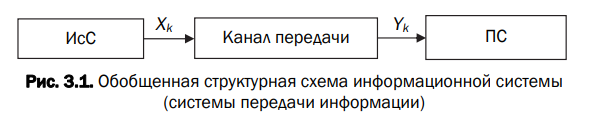 ИсС
X_k
Канал передачи
Y_k
ПС
Рис. 3.1. Обобщенная структурная схема информационной системы
(системы передачи информации)